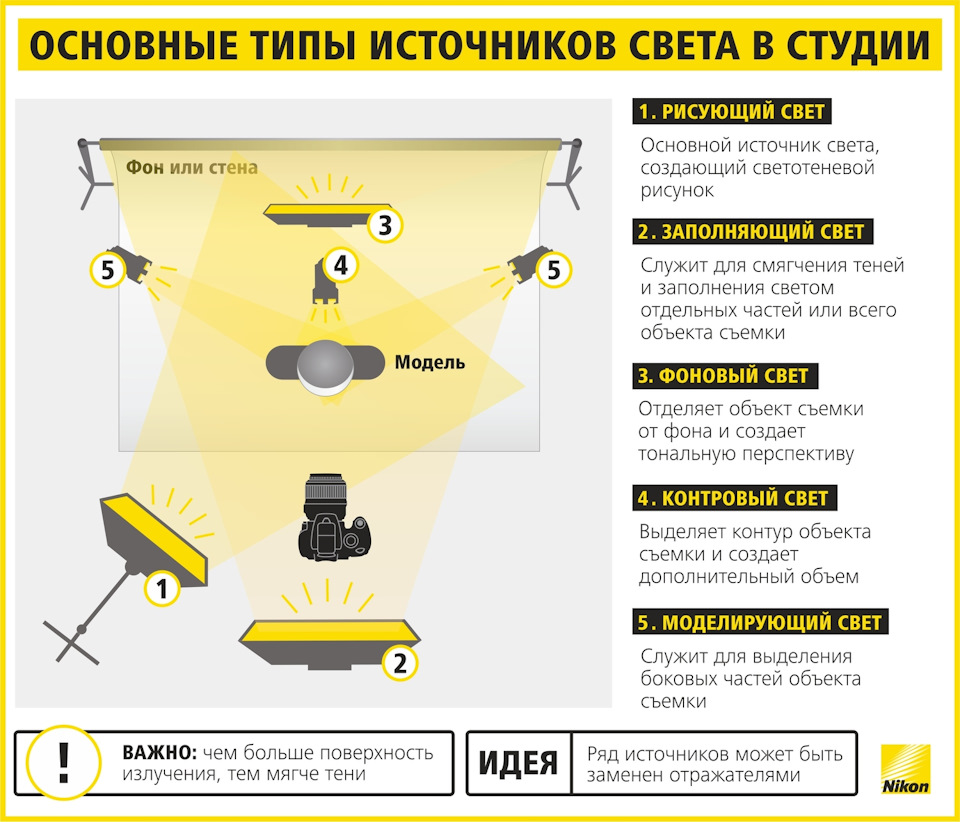 ОСНОВНЫЕ ТИПЫ ИСТОЧНИКОВ СВЕТА В СТУДИИ
Фон или стена
3
4
5
5
Модель
1
2
1. РИСУЮЩИЙ СВЕТ
Основной источник света,
создающий светотеневой
рисунок
2. ЗАПОЛНЯЮЩИЙ СВЕТ
Служит для смягчения теней
и заполнения светом
отдельных частей или всего
объекта съемки
3. ФОНОВЫЙ СВЕТ
Отделяет объект съемки
от фона и создает
тональную перспективу
4. КОНТРОВЫЙ СВЕТ
Выделяет контур объекта
съемки и создает
дополнительный объем
5. МОДЕЛИРУЮЩИЙ СВЕТ
Служит для выделения
боковых частей объекта
съемки
!
ВАЖНО: чем больше поверхность
излучения, тем мягче тени
ИДЕЯ
Ряд источников может быть
заменен отражателями
Nikon